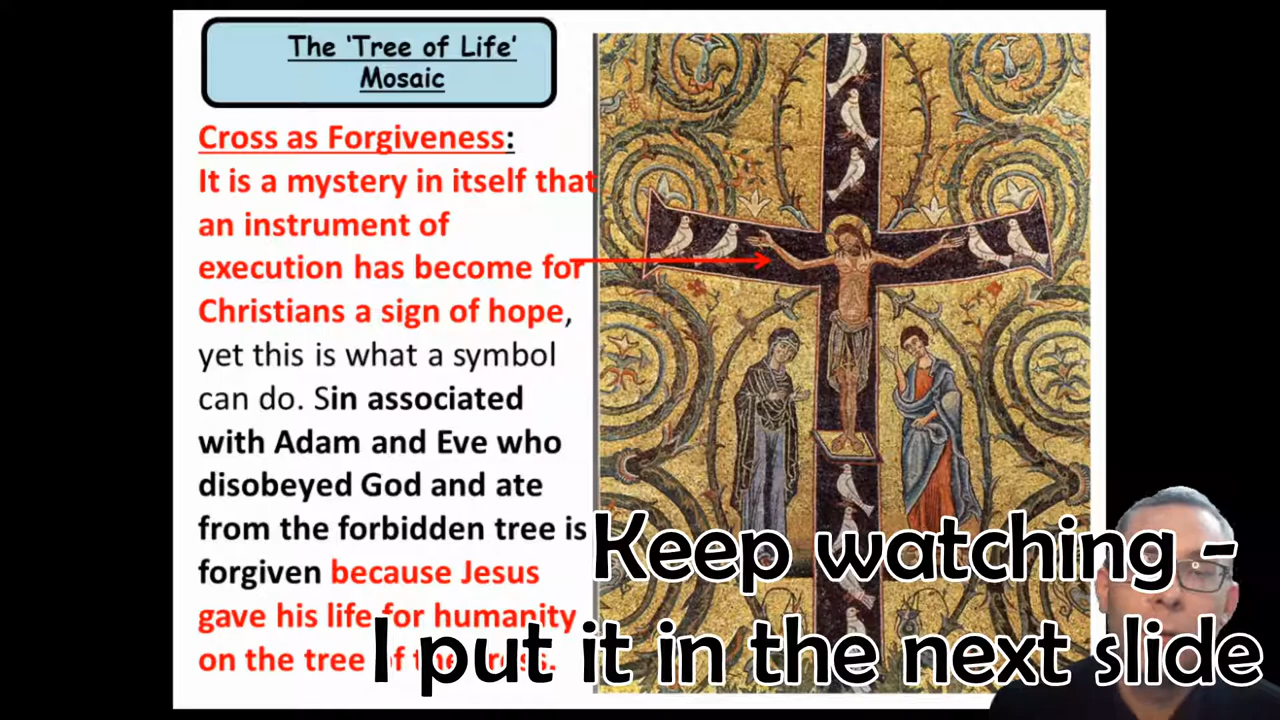 The ‘Tree of Life’
Mosaic
Cross as Forgiveness:
It is a mystery in itself that
an instrument of
execution has become for
Christians a sign of hope,
yet this is what a symbol
can do. Sin associated
with Adam and Eve who
disobeyed God and ate
from the forbidden tree is
forgiven because Jesus
gave his life for humanity
on the tree of the cross.
Keep watching -
I put it in the next slide